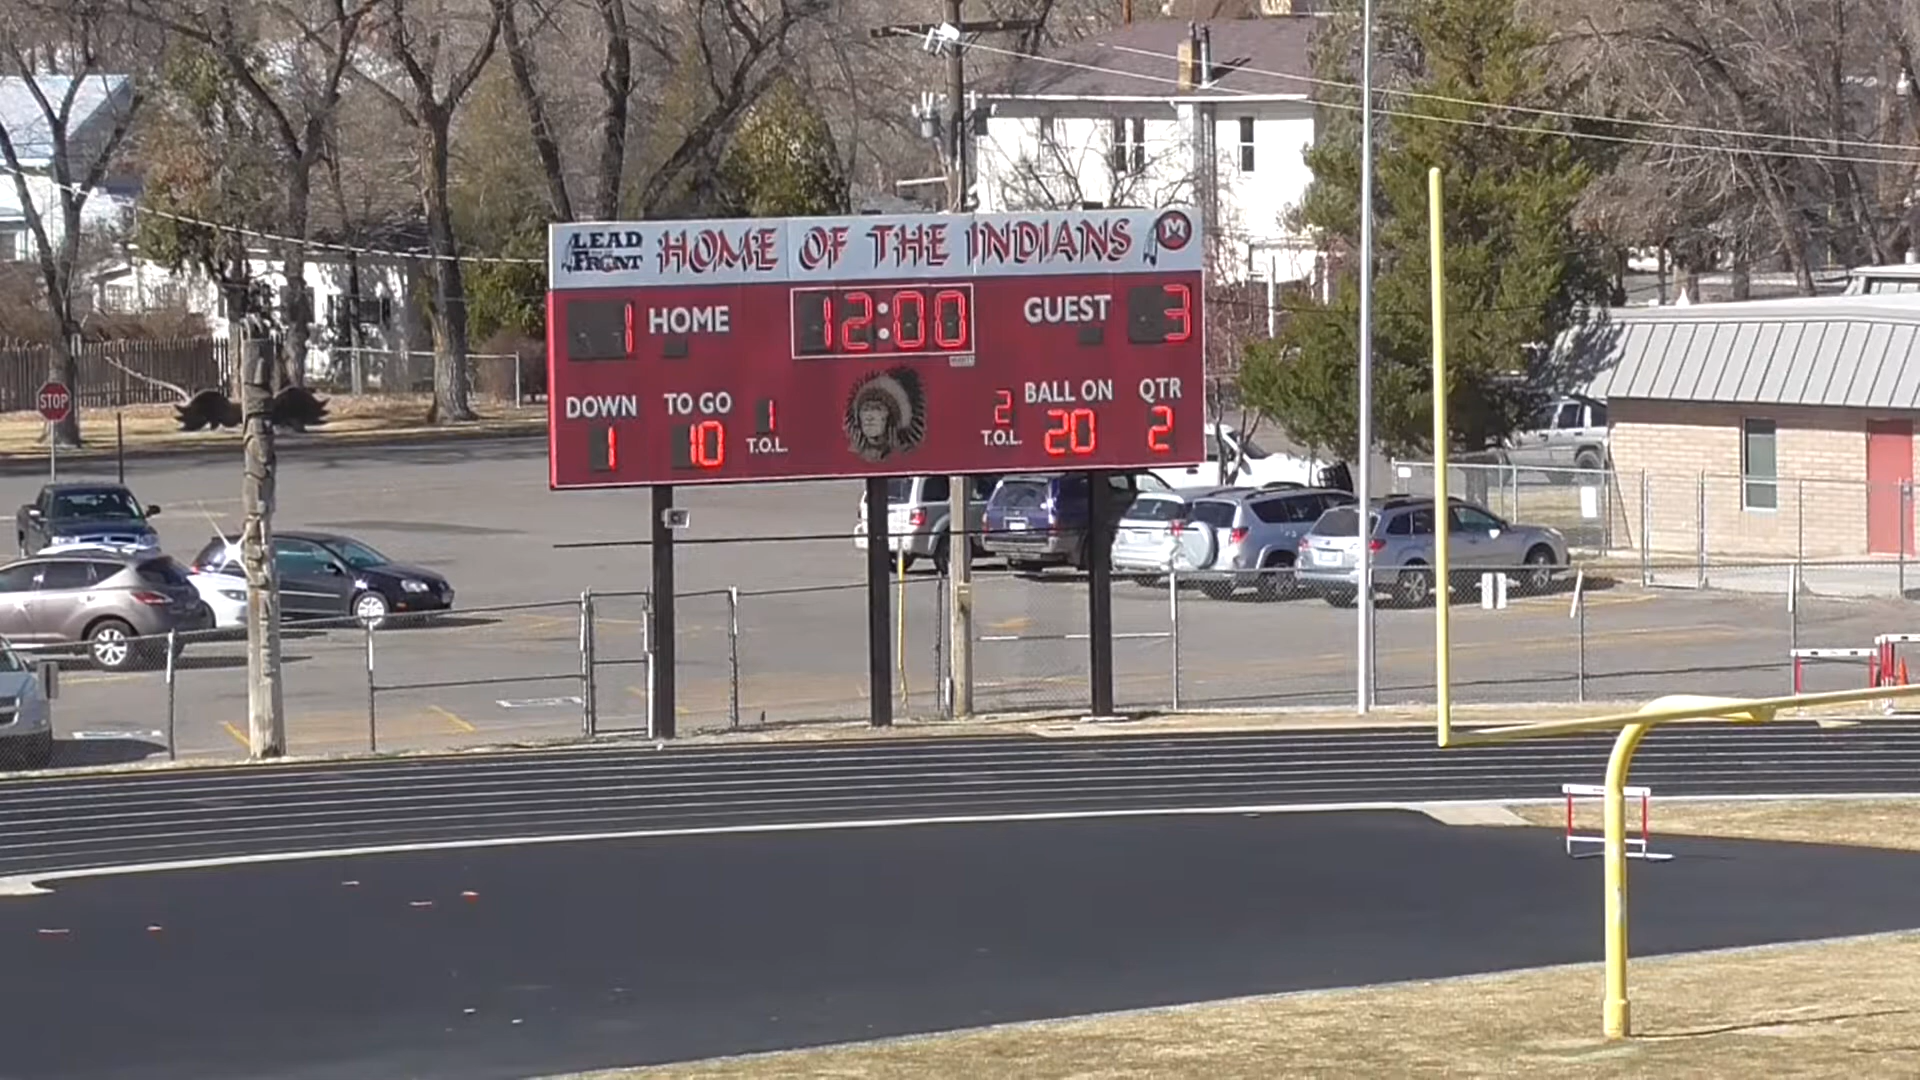 LEAD
FRONT
HOME OF THE INDIANS
M
1 HOME 12:00 GUEST 3
DOWN TO GO 1 2 BALL ON QTR
1 10 T.O.L. T.O.L. 20 2
STOP